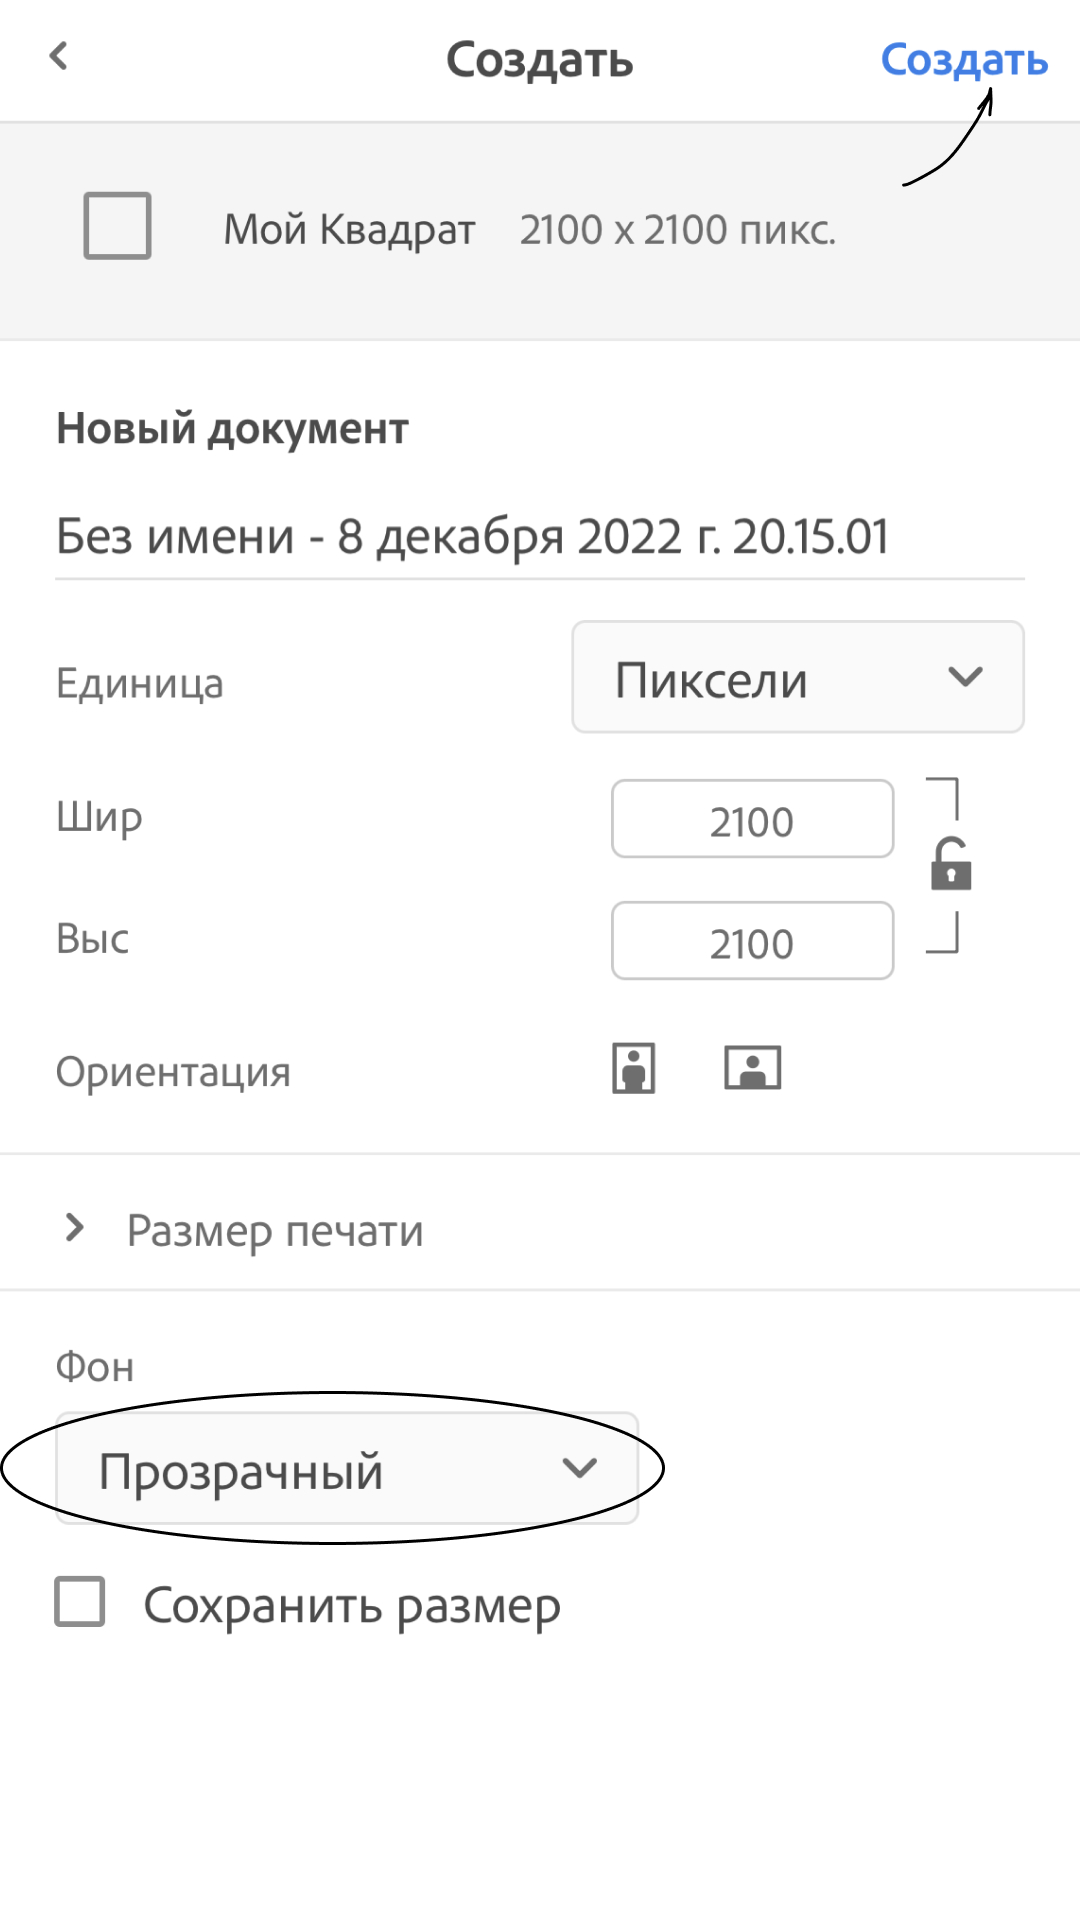 Создать Создать
Мой Квадрат 2100 x 2100 пикс.
Новый документ
Без имени - 8 декабря 2022 г. 20.15.01
Единица Пиксели
Шир 2100
Выс 2100
Ориентация
Размер печати
Фон
Прозрачный
Сохранить размер